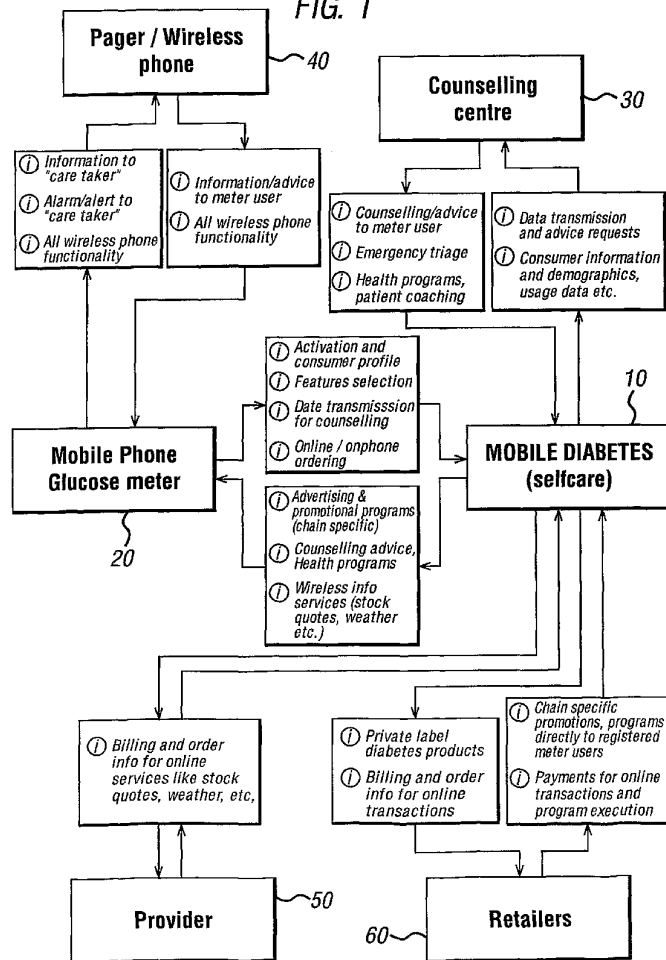 FIG. 1
Pager / Wireless
phone
40
Counselling
centre
30
i Information to
"care taker"
i Alarm/alert to
"care taker"
i All wireless phone
functionality
i Information/advice
to meter user
i All wireless phone
functionality
i Counselling/advice
to meter user
i Emergency triage
i Health programs,
patient coaching
i Data transmission
and advice requests
i Consumer information
and demographics,
usage data etc.
i Activation and
consumer profile
i Features selection
i Date transmisssion
for counselling
i Online / onphone
ordering
10
Mobile Phone
Glucose meter
20
MOBILE DIABETES
(selfcare)
i Advertising &
promotional programs
(chain specific)
i Counselling advice,
Health programs
i Wireless info
services (stock
quotes, weather
etc.)
i Billing and order
info for online
services like stock
quotes, weather, etc,
i Private label
diabetes products
i Billing and order
info for online
transactions
i Chain specific
promotions, programs
directly to registered
meter users
i Payments for online
transactions and
program execution
Provider
50
Retailers
60